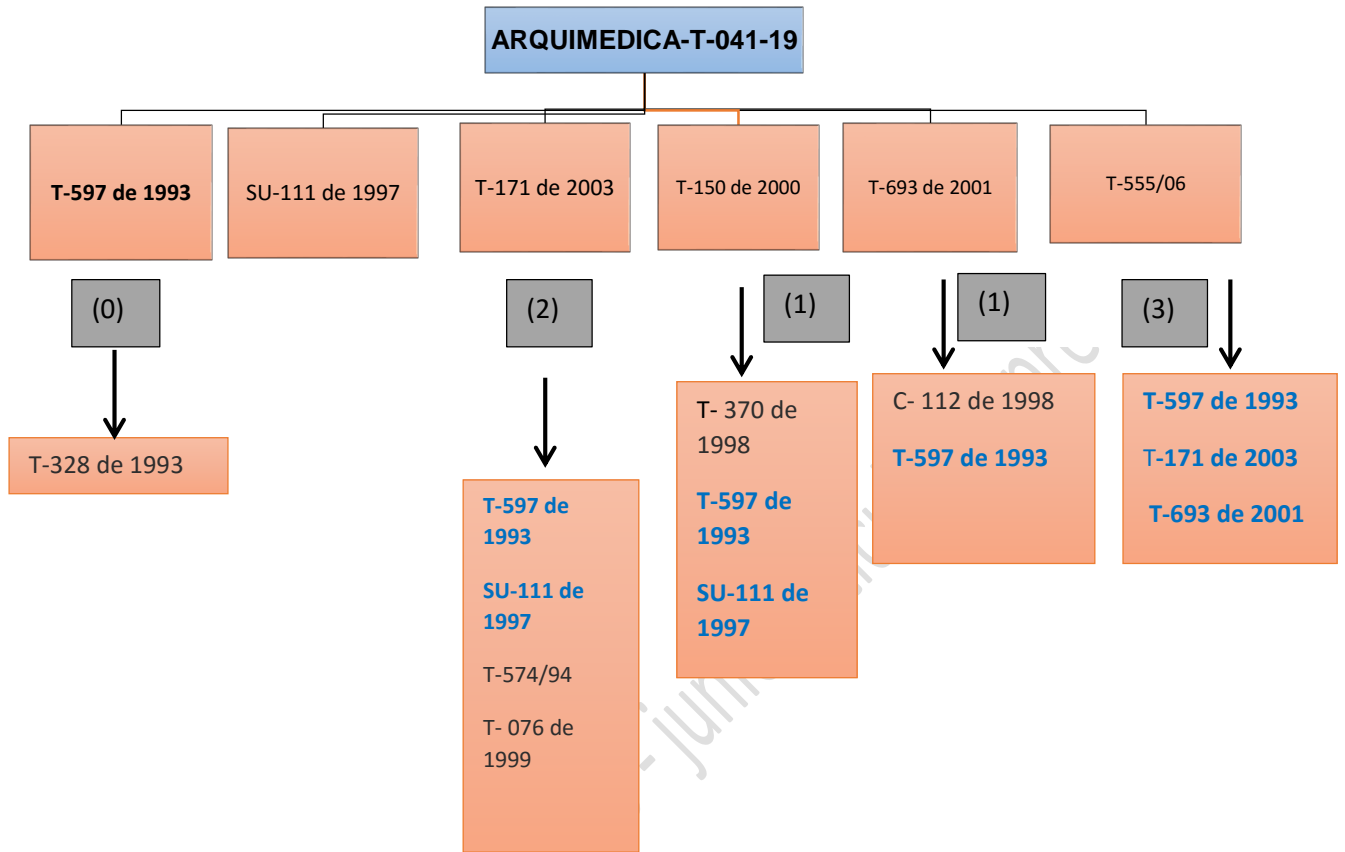 ARQUIMEDICA-T-041-19
T-597 de 1993
SU-111 de 1997
T-171 de 2003
T-150 de 2000
T-693 de 2001
T-555/06
(0)
(2)
(1)
(1)
(3)
T-328 de 1993
T-597 de
1993
SU-111 de
1997
T-574/94
T- 076 de
1999
T- 370 de
1998
T-597 de
1993
SU-111 de
1997
C- 112 de 1998
T-597 de 1993
T-597 de 1993
T-171 de 2003
T-693 de 2001